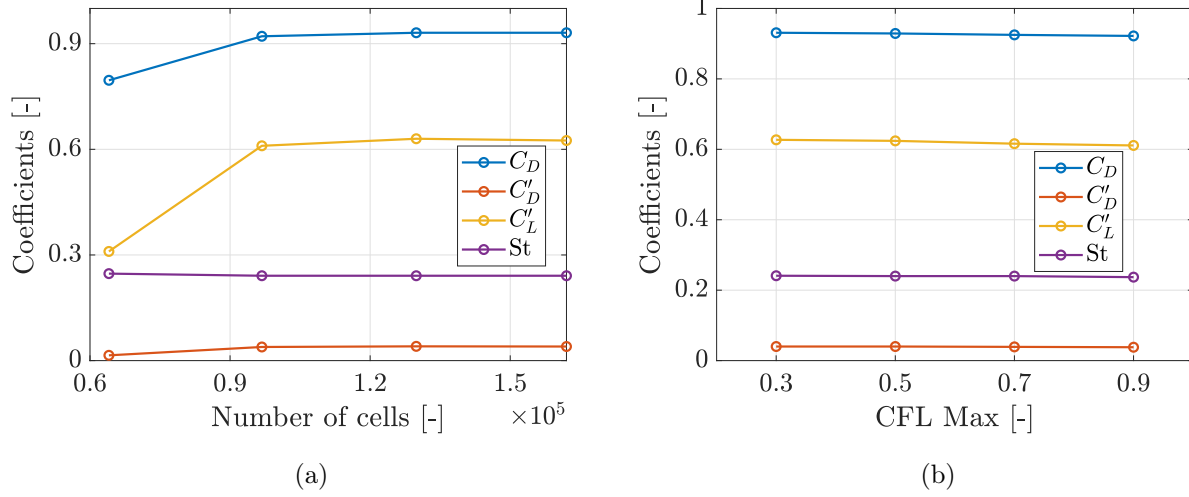 0.9
0.6
0.3
0
Coefficients [-]
C_D
C'_D
C'_L
St
0.6
0.9
1.2
1.5
Number of cells [-]
×10^5
(a)
1
0.8
0.6
0.4
0.2
0
Coefficients [-]
C_D
C'_D
C'_L
St
0.3
0.5
0.7
0.9
CFL Max [-]
(b)